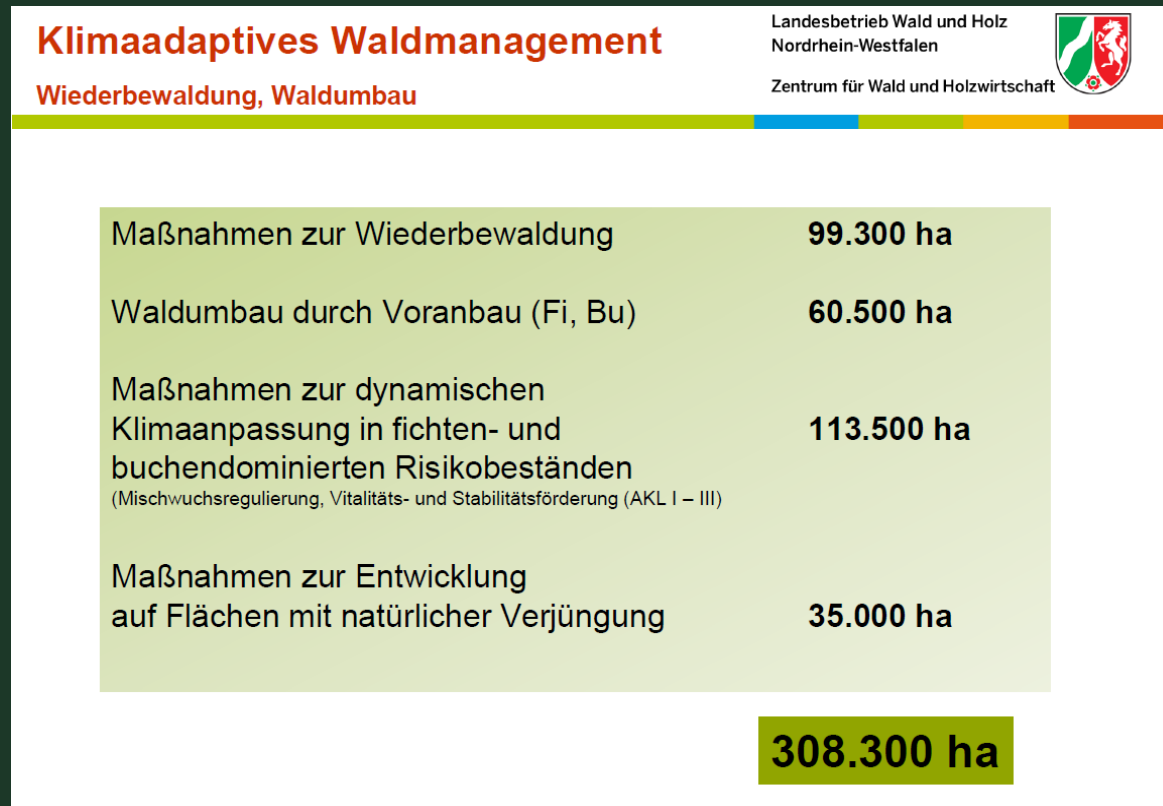 Klimaadaptives Waldmanagement
Wiederbewaldung, Waldumbau
Landesbetrieb Wald und Holz
Nordrhein-Westfalen
Zentrum für Wald und Holzwirtschaft
Maßnahmen zur Wiederbewaldung 99.300 ha
Waldumbau durch Voranbau (Fi, Bu) 60.500 ha
Maßnahmen zur dynamischen
Klimaanpassung in fichten- und 113.500 ha
buchendominierten Risikobeständen
(Mischwuchsregulierung, Vitalitäts- und Stabilitätsförderung (AKL I – III)
Maßnahmen zur Entwicklung
auf Flächen mit natürlicher Verjüngung 35.000 ha
308.300 ha